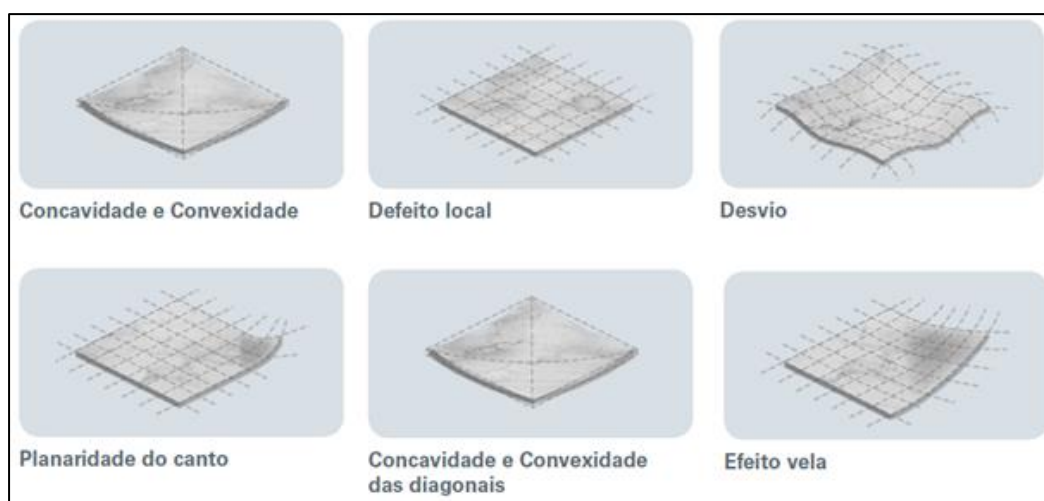 Concavidade e Convexidade
Defeito local
Desvio
Planaridade do canto
Concavidade e Convexidade
das diagonais
Efeito vela